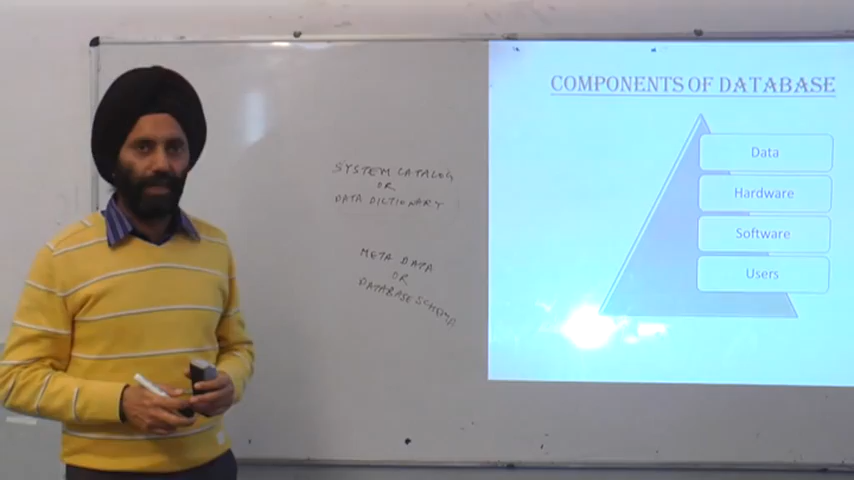 SYSTEM CATALOG
OR
DATA DICTIONARY
META DATA
OR
DATABASE SCHEMA
COMPONENTS OF DATABASE
Data
Hardware
Software
Users